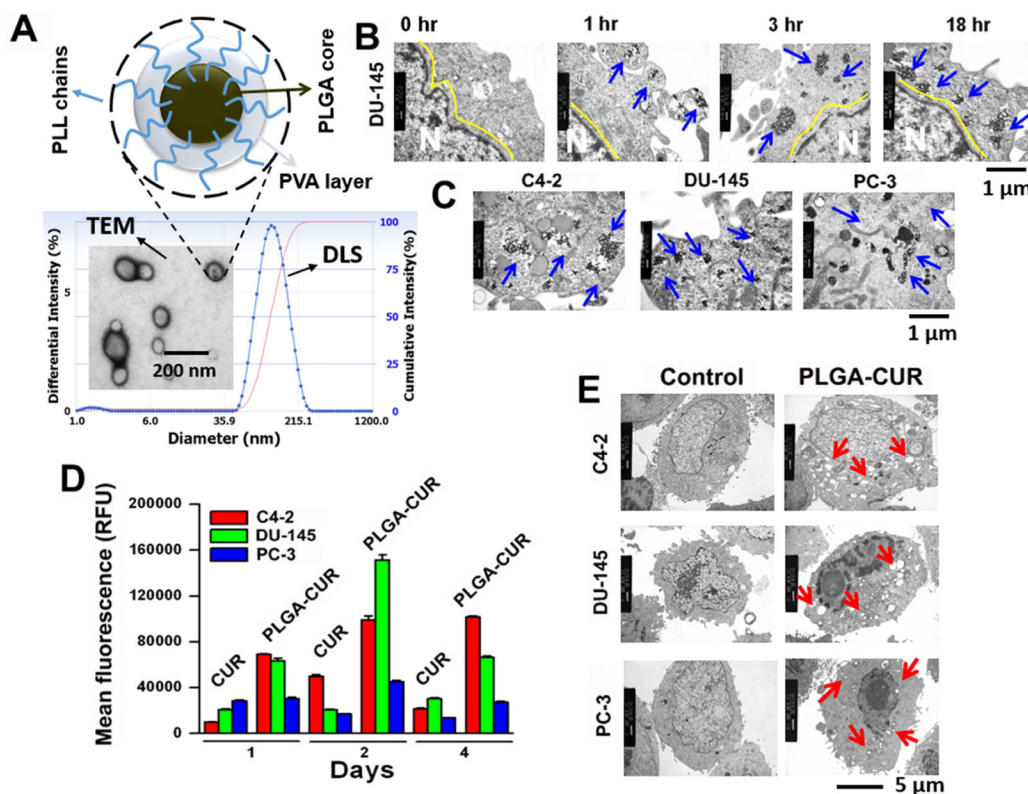 A
PLL chains
PLGA core
PVA layer
TEM
DLS
200 nm
Differential Intensity (%)
5
0
Cumulative Intensity(%)
100
75
50
25
0
1.0 6.0 35.9 215.1 1200.0
Diameter (nm)
B
0 hr 1 hr 3 hr 18 hr
DU-145
N N N N
1 µm
C
C4-2 DU-145 PC-3
1 µm
D
Mean fluorescence (RFU)
200000
160000
120000
80000
40000
0
C4-2
DU-145
PC-3
CUR
PLGA-CUR
CUR
PLGA-CUR
CUR
PLGA-CUR
1 2 4
Days
E
Control PLGA-CUR
C4-2
DU-145
PC-3
5 µm